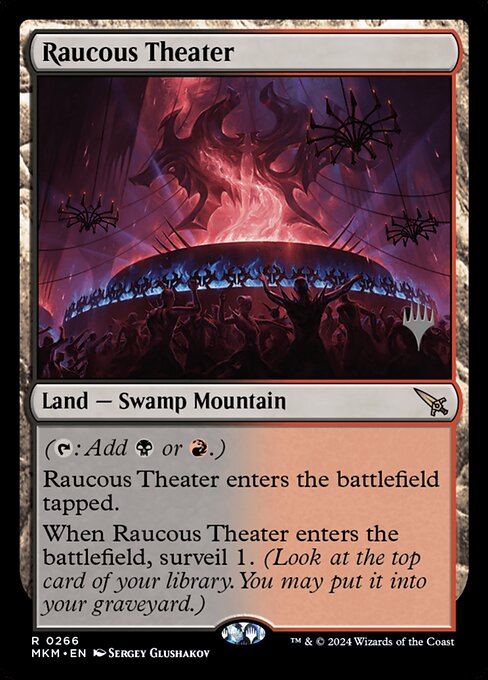 Raucous Theater
Land — Swamp Mountain
(T: Add B or R.)
Raucous Theater enters the battlefield
tapped.
When Raucous Theater enters the
battlefield, surveil 1. (Look at the top
card of your library. You may put it into
your graveyard.)
R 0266
MKM • EN SERGEY GLUSHAKOV
™ & © 2024 Wizards of the Coast